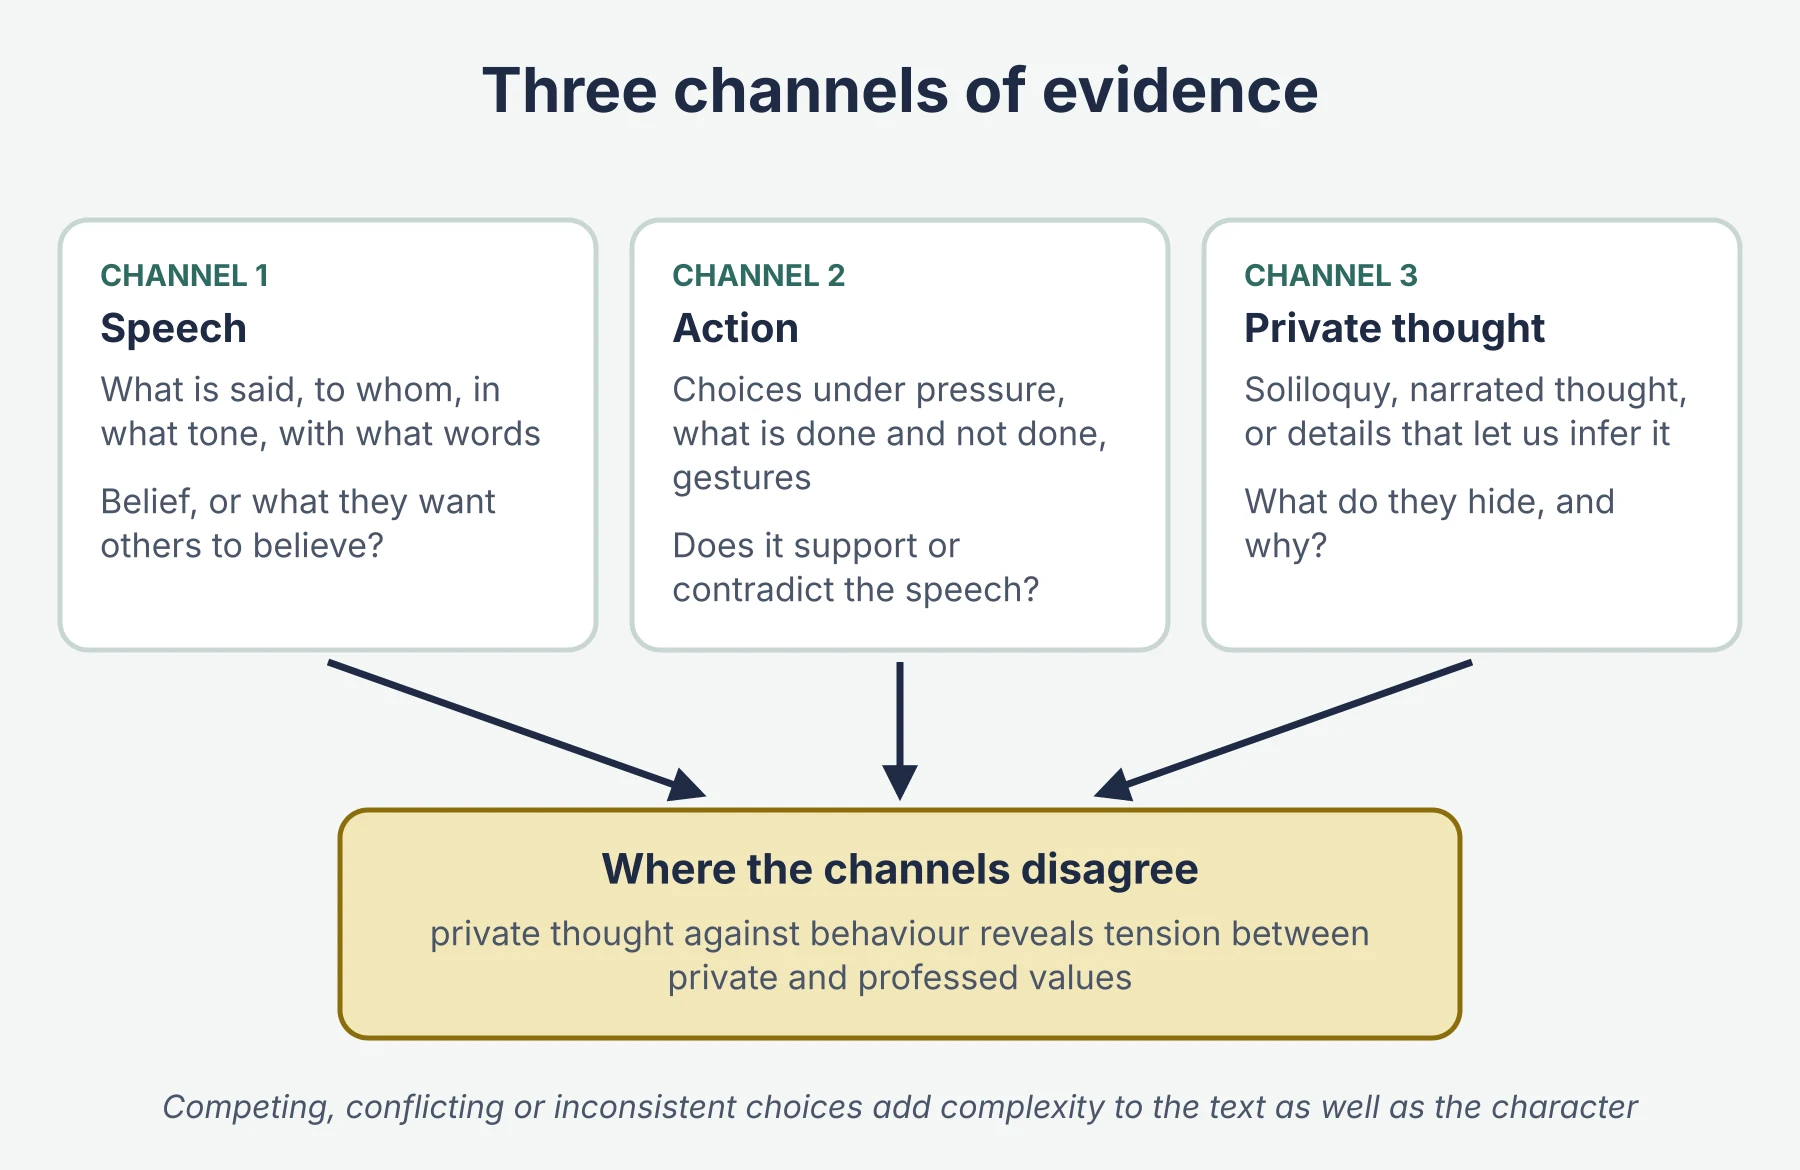 Three channels of evidence
CHANNEL 1
Speech
What is said, to whom, in
what tone, with what words
Belief, or what they want
others to believe?
CHANNEL 2
Action
Choices under pressure,
what is done and not done,
gestures
Does it support or
contradict the speech?
CHANNEL 3
Private thought
Soliloquy, narrated thought,
or details that let us infer it
What do they hide, and
why?
Where the channels disagree
private thought against behaviour reveals tension between
private and professed values
Competing, conflicting or inconsistent choices add complexity to the text as well as the character